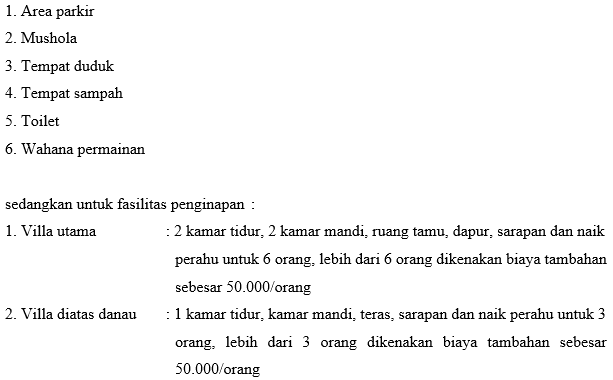 1. Area parkir
2. Mushola
3. Tempat duduk
4. Tempat sampah
5. Toilet
6. Wahana permainan
sedangkan untuk fasilitas penginapan :
1. Villa utama : 2 kamar tidur, 2 kamar mandi, ruang tamu, dapur, sarapan dan naik
perahu untuk 6 orang, lebih dari 6 orang dikenakan biaya tambahan
sebesar 50.000/orang
2. Villa diatas danau : 1 kamar tidur, kamar mandi, teras, sarapan dan naik perahu untuk 3
orang, lebih dari 3 orang dikenakan biaya tambahan sebesar
50.000/orang